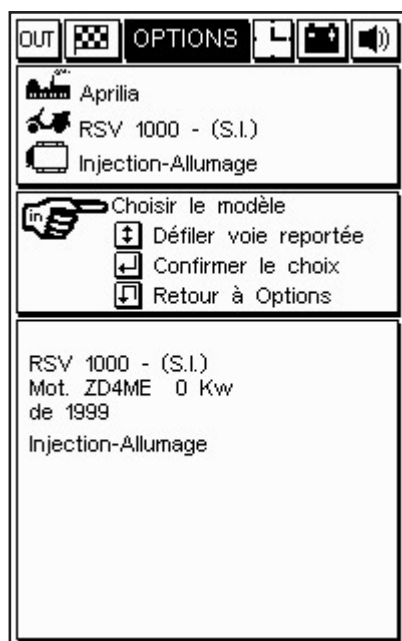 OUT OPTIONS
Aprilia
RSV 1000 - (S.I.)
Injection-Allumage
in Choisir le modèle
Défiler voie reportée
Confirmer le choix
Retour à Options
RSV 1000 - (S.I.)
Mot. ZD4ME 0 Kw
de 1999
Injection-Allumage